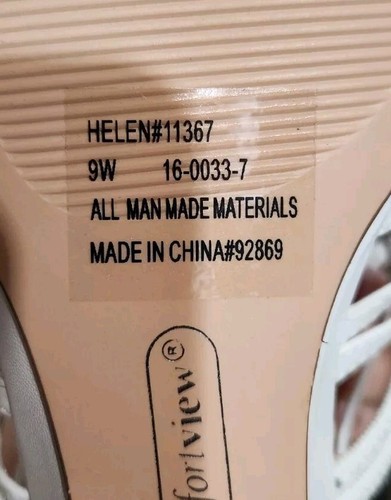 HELEN#11367
9W 16-0033-7
ALL MAN MADE MATERIALS
MADE IN CHINA#92869
fortview®